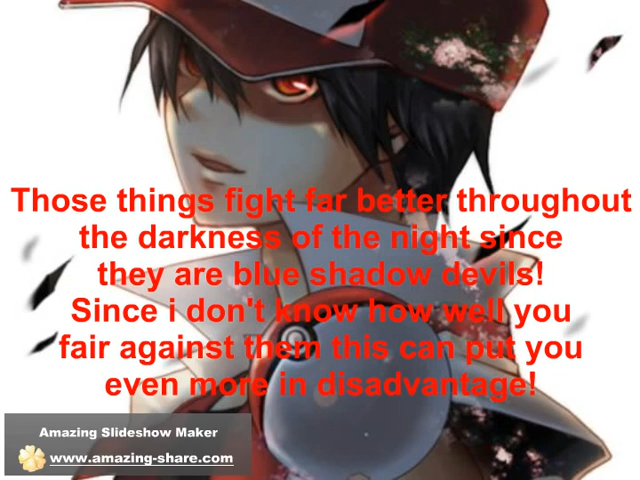 Those things fight far better throughout
the darkness of the night since
they are blue shadow devils!
Since i don't know how well you
fair against them this can put you
even more in disadvantage!
Amazing Slideshow Maker
www.amazing-share.com